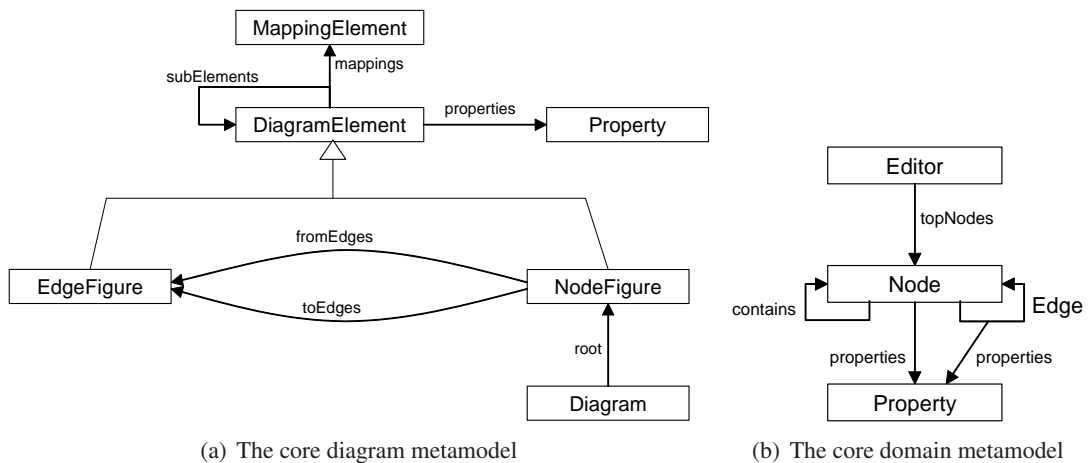 MappingElement
mappings
subElements
DiagramElement
properties
Property
fromEdges
EdgeFigure
toEdges
NodeFigure
root
Diagram
(a) The core diagram metamodel
Editor
topNodes
Node
contains
Edge
properties
properties
Property
(b) The core domain metamodel